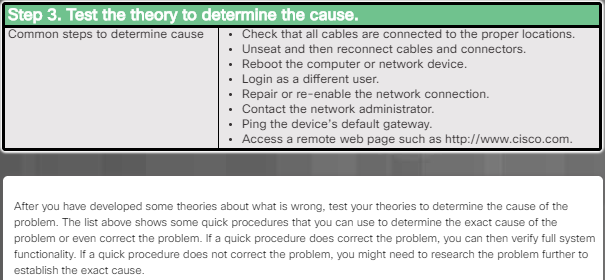 Step 3. Test the theory to determine the cause.
Common steps to determine cause
• Check that all cables are connected to the proper locations.
• Unseat and then reconnect cables and connectors.
• Reboot the computer or network device.
• Login as a different user.
• Repair or re-enable the network connection.
• Contact the network administrator.
• Ping the device's default gateway.
• Access a remote web page such as http://www.cisco.com.
After you have developed some theories about what is wrong, test your theories to determine the cause of the
problem. The list above shows some quick procedures that you can use to determine the exact cause of the
problem or even correct the problem. If a quick procedure does correct the problem, you can then verify full system
functionality. If a quick procedure does not correct the problem, you might need to research the problem further to
establish the exact cause.